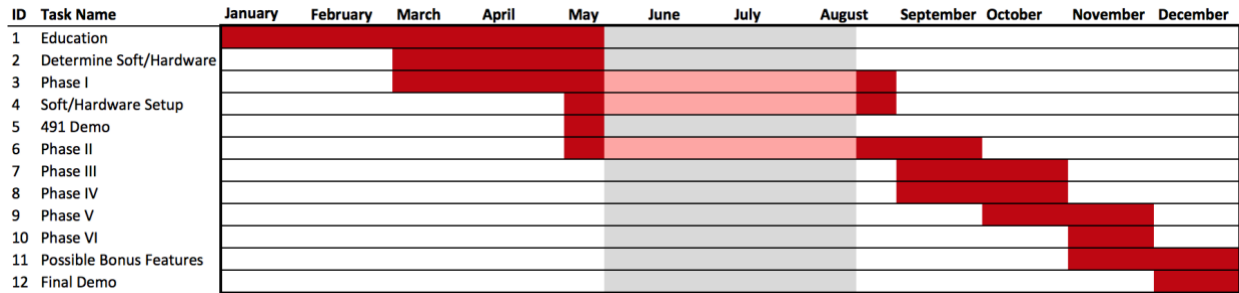 ID Task Name January February March April May June July August September October November December
1 Education
2 Determine Soft/Hardware
3 Phase I
4 Soft/Hardware Setup
5 491 Demo
6 Phase II
7 Phase III
8 Phase IV
9 Phase V
10 Phase VI
11 Possible Bonus Features
12 Final Demo